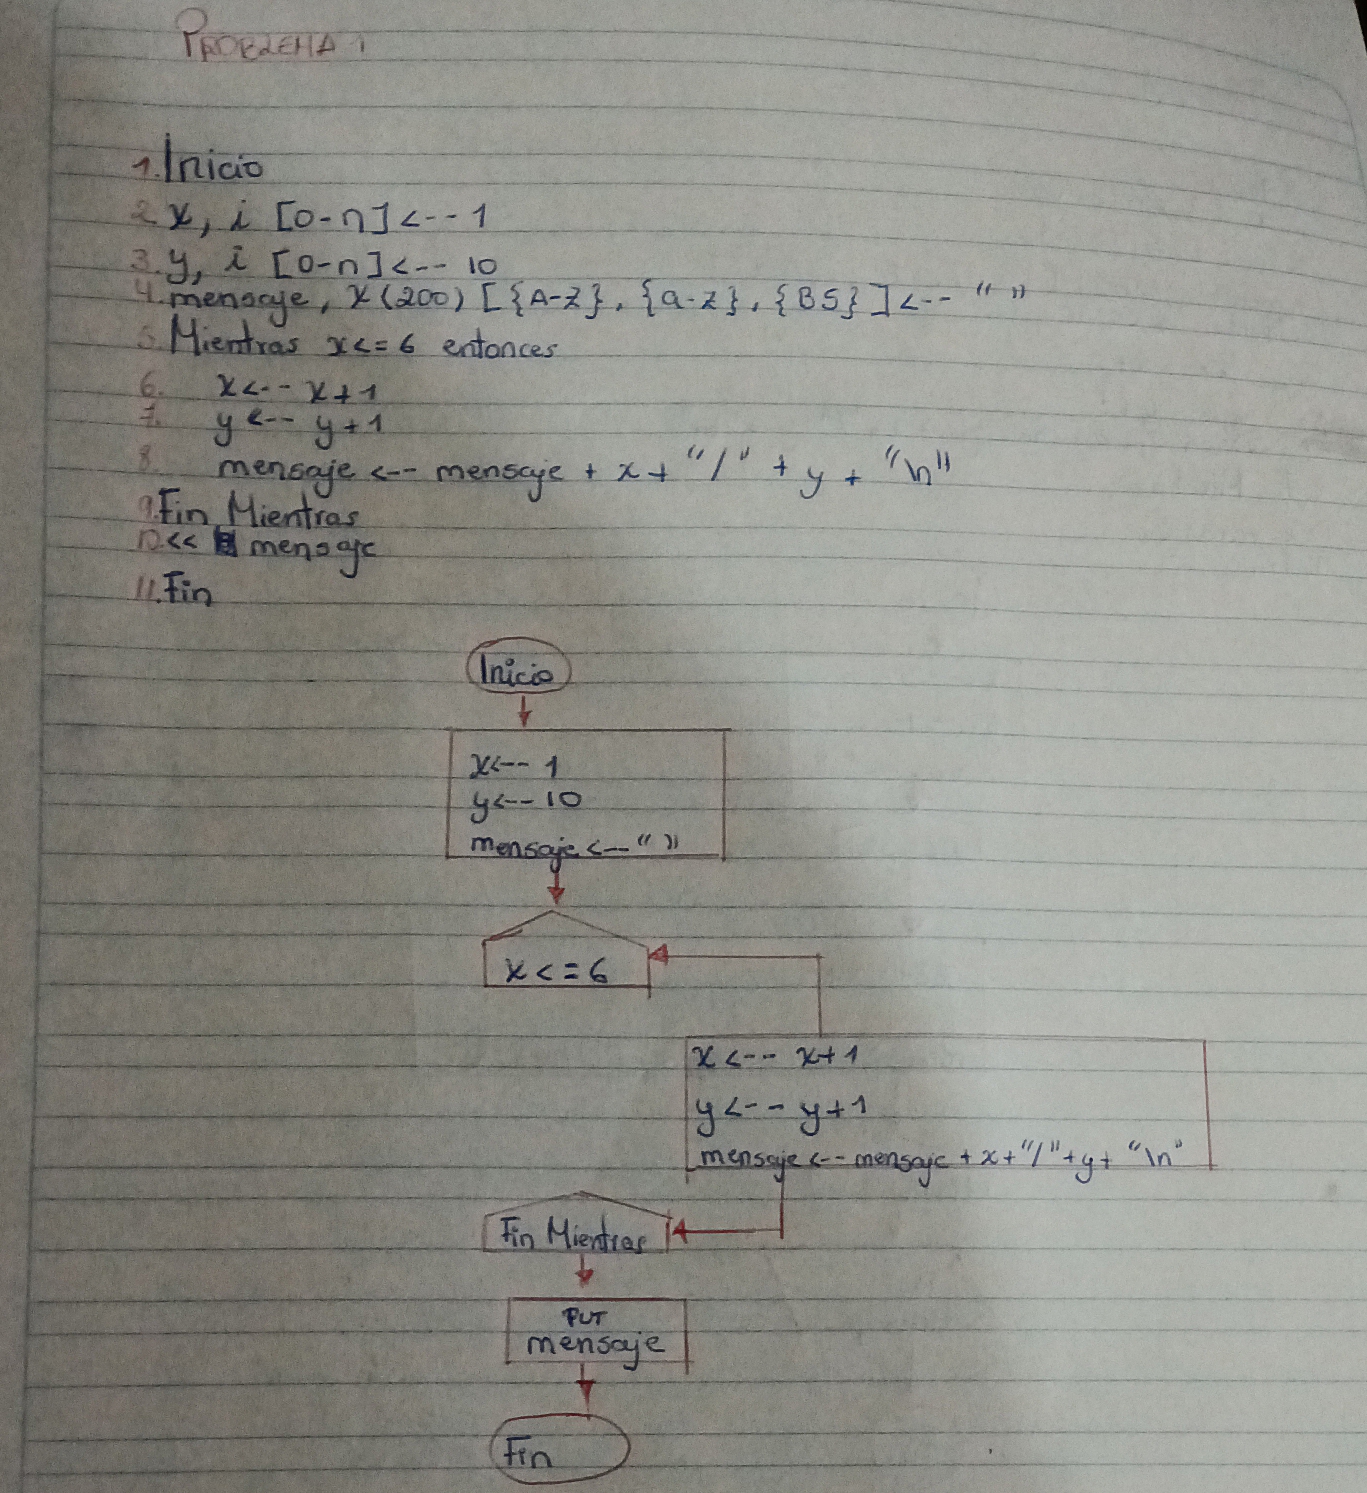 PROBLEMA 1
1. Inicio
2. x, i [0-n] <-- 1
3. y, i [0-n] <-- 10
4. mensaje, x(200) [{A-Z}, {a-z}, {BS}] <-- " "
5. Mientras x<=6 entonces
6. x<-- x+1
7. y<-- y+1
8. mensaje <-- mensaje + x + "/" + y + "\n"
9. Fin Mientras
10. << mensaje
11. Fin
Inicio
x<-- 1
y<-- 10
mensaje <-- " "
x<=6
x<-- x+1
y<-- y+1
mensaje <-- mensaje + x + "/" + y + "\n"
Fin Mientras
PUT
mensaje
Fin